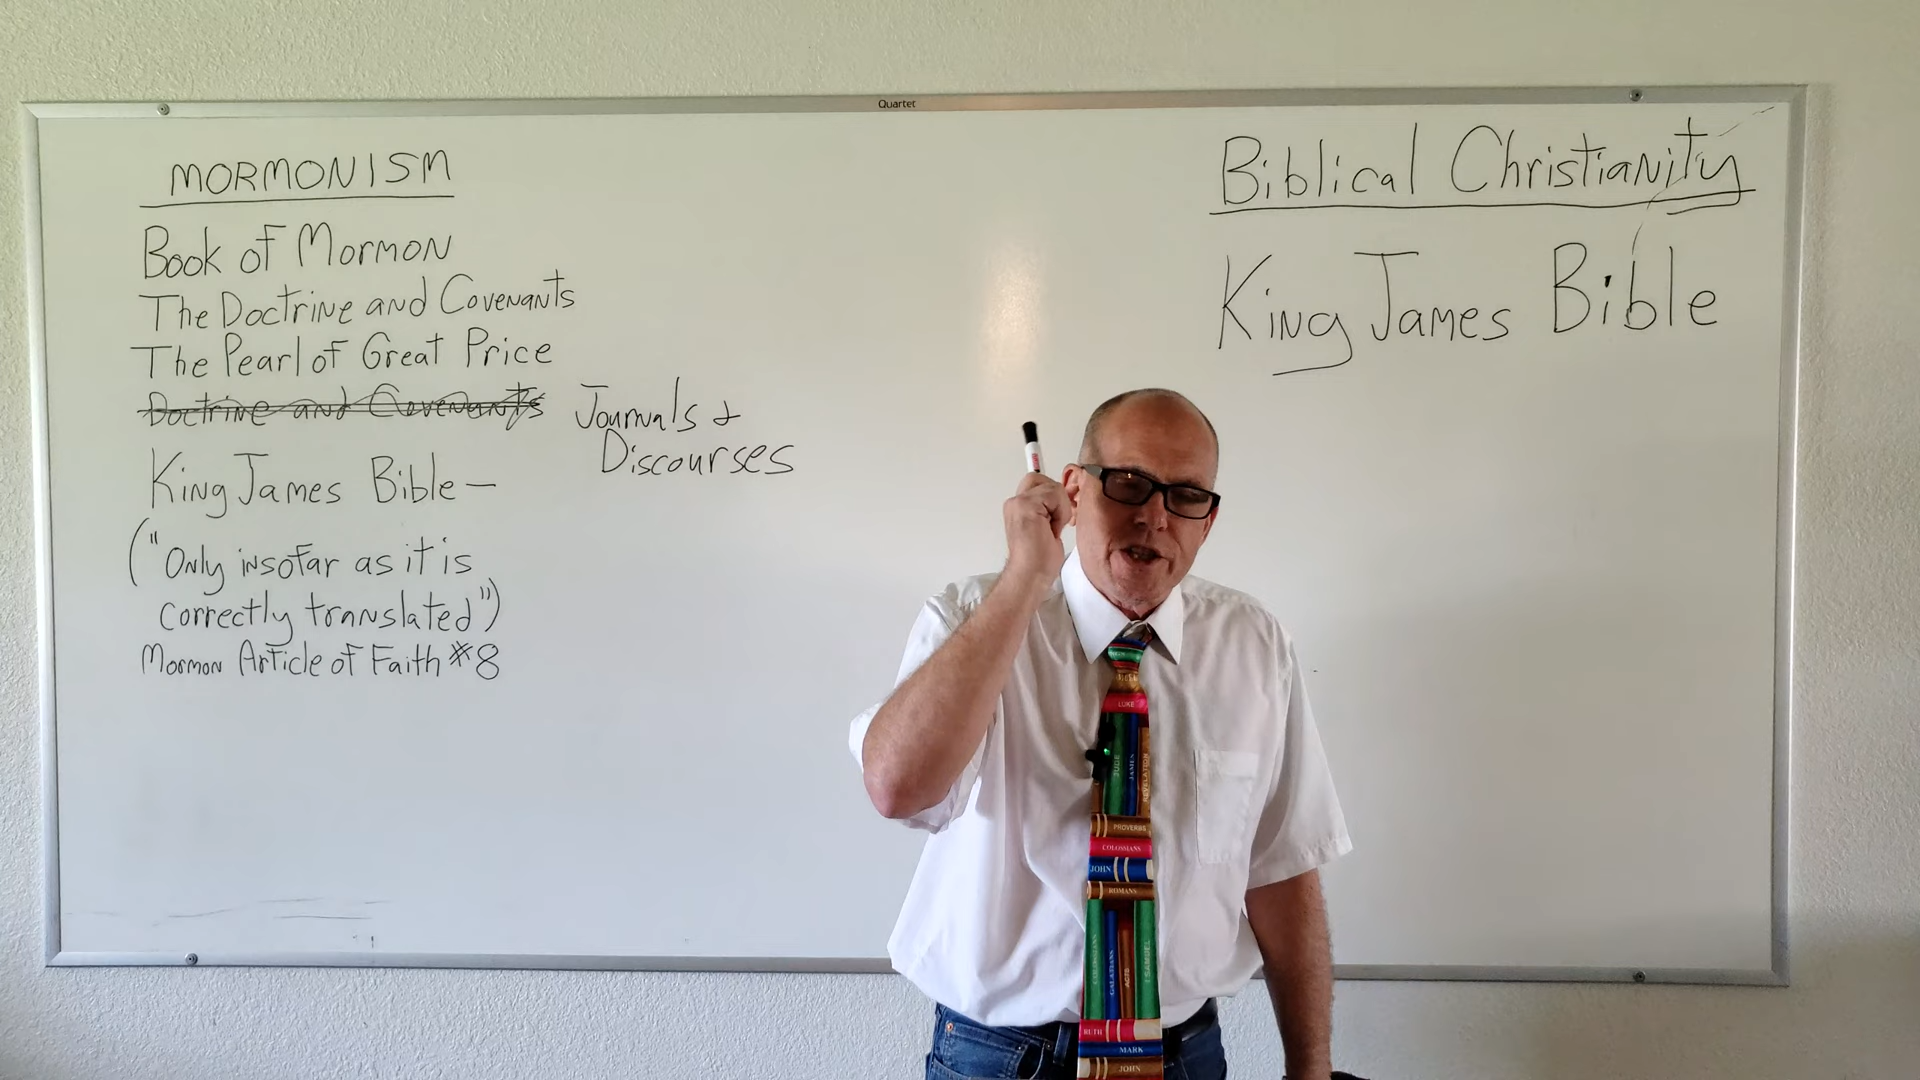 Quartet
MORMONISM
Book of Mormon
The Doctrine and Covenants
The Pearl of Great Price
Doctrine and Covenants
Journals &
Discourses
King James Bible —
("Only insofar as it is
correctly translated")
Mormon Article of Faith #8
Biblical Christianity
King James Bible
LUKE
JUDE
JAMES
REVELATION
PROVERBS
COLOSSIANS
JOHN
ROMANS
GALATIANS
ACTS
I SAMUEL
RUTH
MARK
JOHN